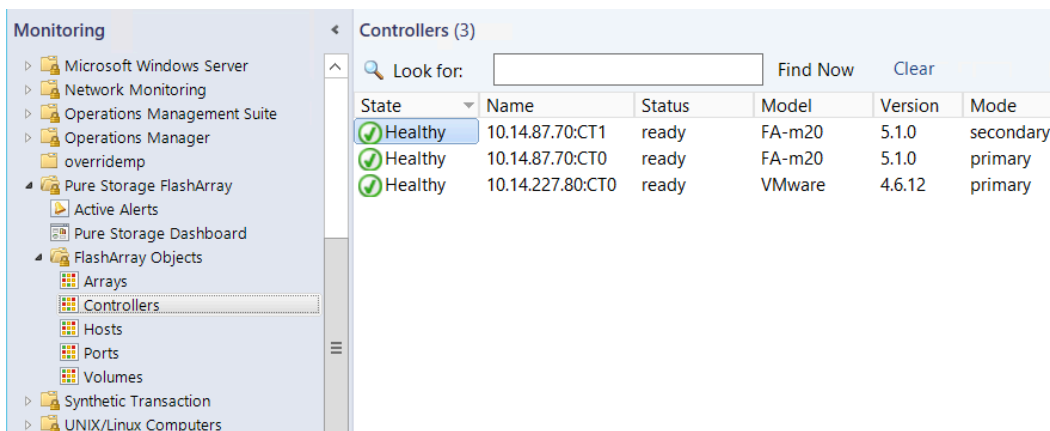 Monitoring
Microsoft Windows Server
Network Monitoring
Operations Management Suite
Operations Manager
overridemp
Pure Storage FlashArray
Active Alerts
Pure Storage Dashboard
FlashArray Objects
Arrays
Controllers
Hosts
Ports
Volumes
Synthetic Transaction
UNIX/Linux Computers
Controllers (3)
Look for: Find Now Clear
State Name Status Model Version Mode
Healthy 10.14.87.70:CT1 ready FA-m20 5.1.0 secondary
Healthy 10.14.87.70:CT0 ready FA-m20 5.1.0 primary
Healthy 10.14.227.80:CT0 ready VMware 4.6.12 primary